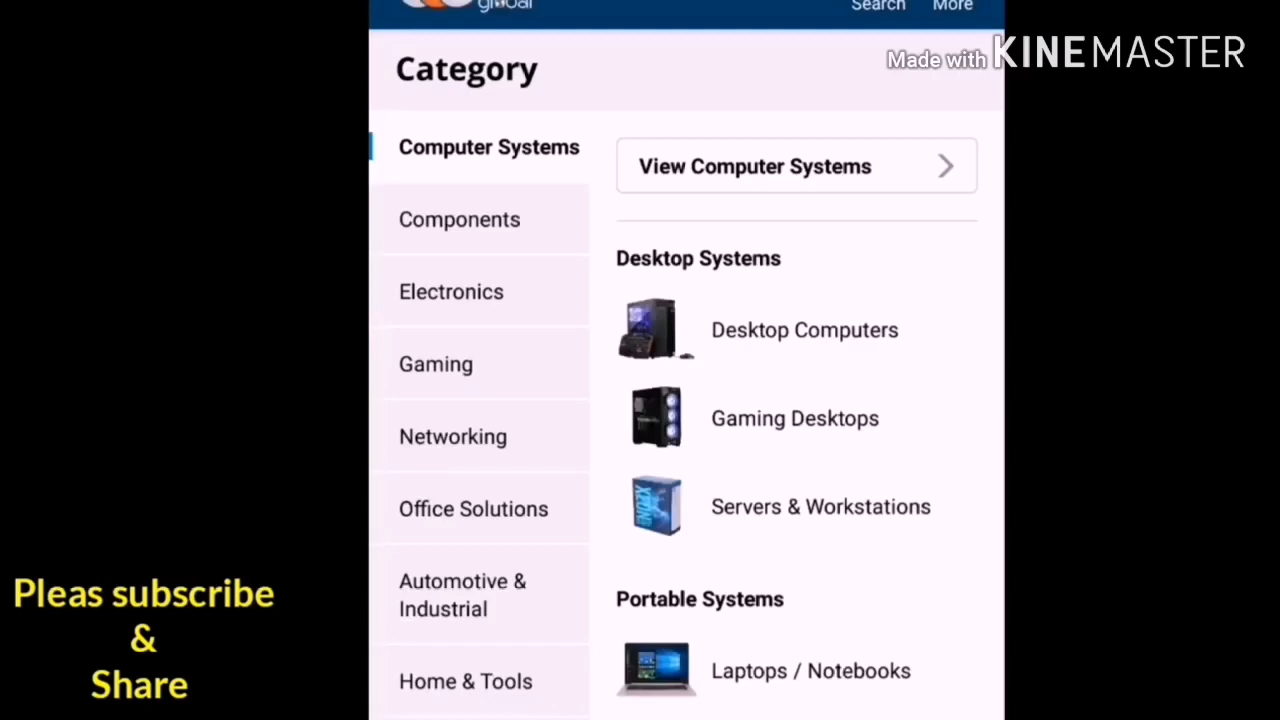 global
Search
More
Made with KINEMASTER
Category
Computer Systems
Components
Electronics
Gaming
Networking
Office Solutions
Automotive &
Industrial
Home & Tools
View Computer Systems
Desktop Systems
Desktop Computers
Gaming Desktops
Servers & Workstations
Portable Systems
Laptops / Notebooks
Pleas subscribe
&
Share